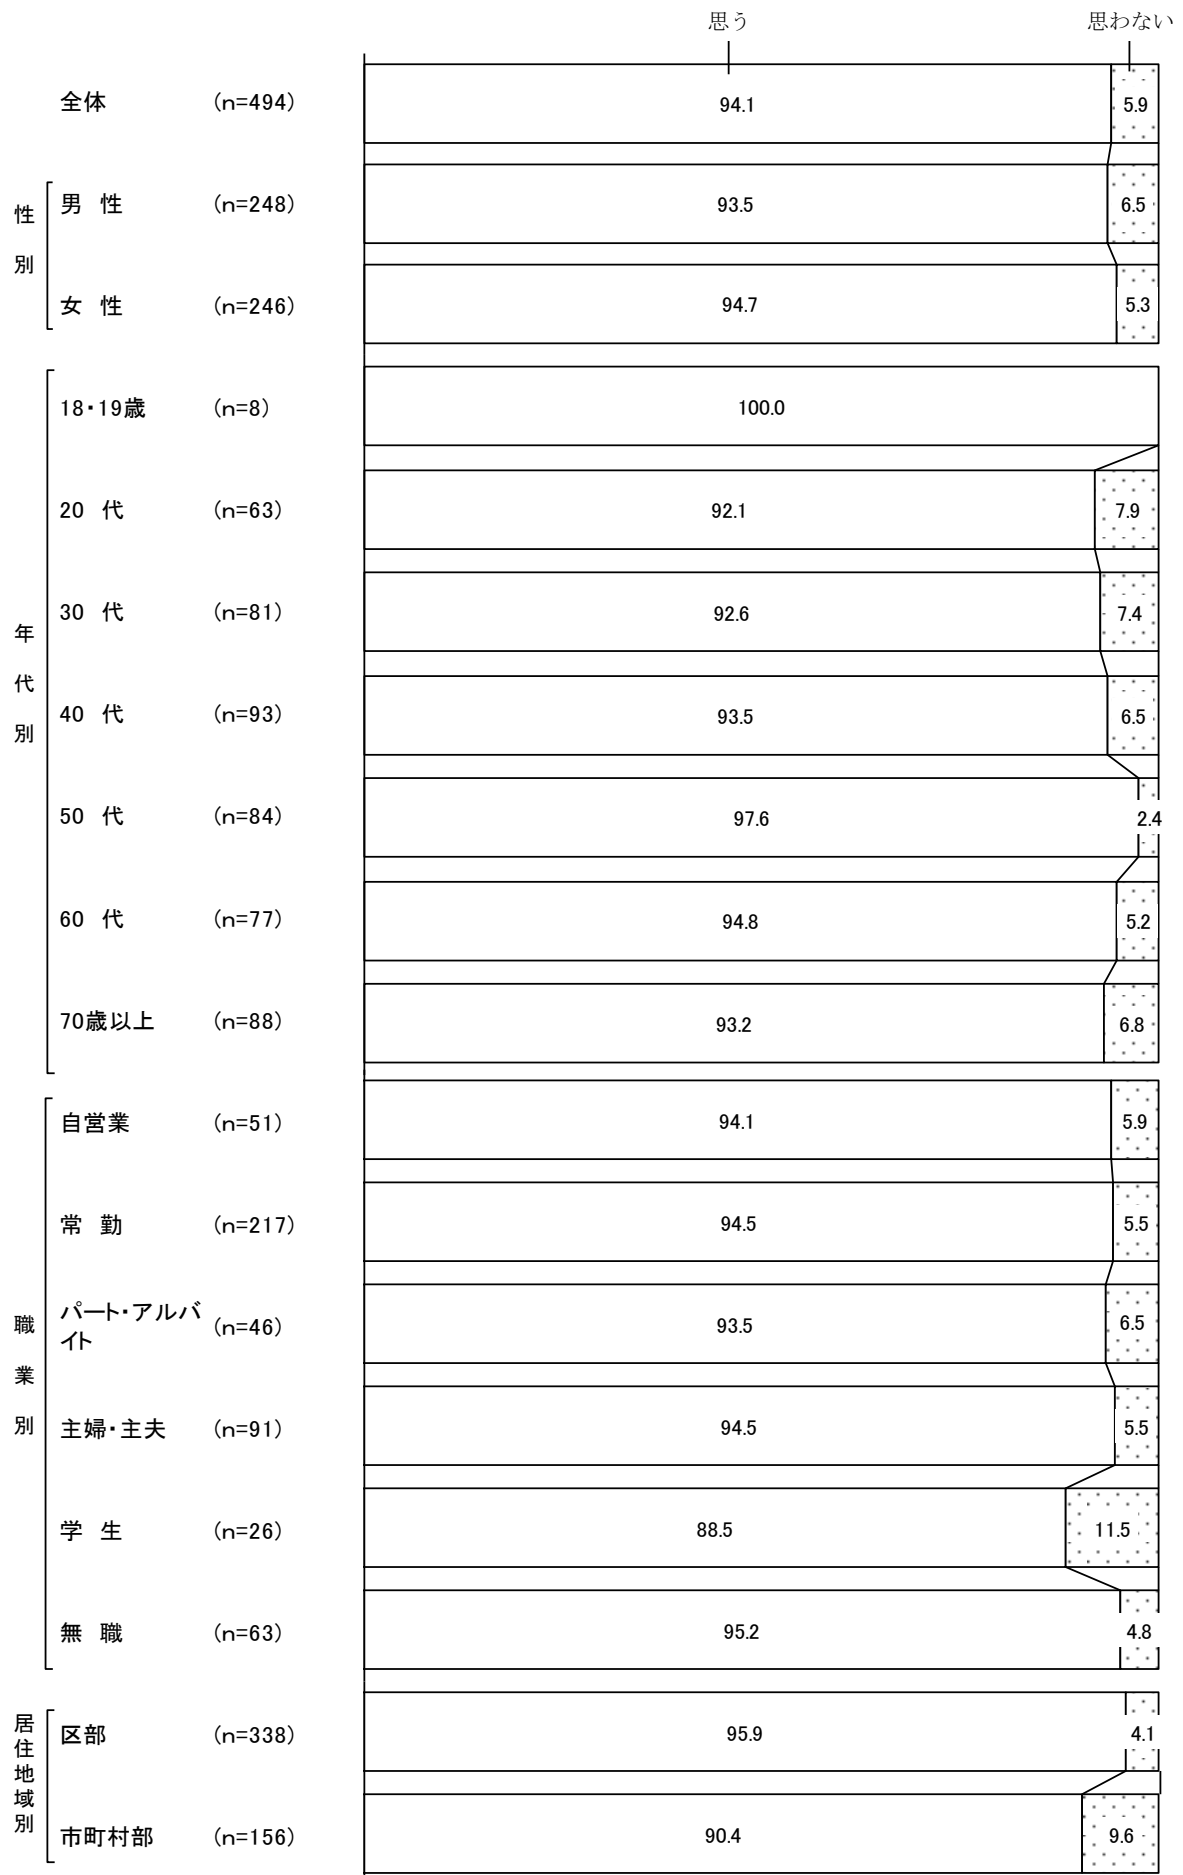 思う 思わない
全体 (n=494) 94.1 5.9
性別
男 性 (n=248) 93.5 6.5
女 性 (n=246) 94.7 5.3
年代別
18・19歳 (n=8) 100.0
20 代 (n=63) 92.1 7.9
30 代 (n=81) 92.6 7.4
40 代 (n=93) 93.5 6.5
50 代 (n=84) 97.6 2.4
60 代 (n=77) 94.8 5.2
70歳以上 (n=88) 93.2 6.8
職業別
自営業 (n=51) 94.1 5.9
常 勤 (n=217) 94.5 5.5
パート・アルバ
イト (n=46) 93.5 6.5
主婦・主夫 (n=91) 94.5 5.5
学 生 (n=26) 88.5 11.5
無 職 (n=63) 95.2 4.8
居住地域別
区部 (n=338) 95.9 4.1
市町村部 (n=156) 90.4 9.6